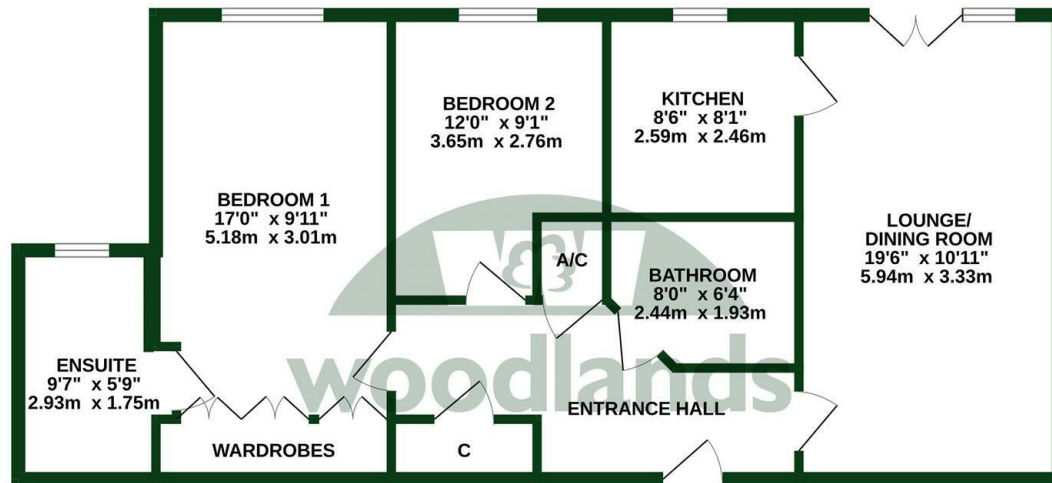 BEDROOM 1
17'0" x 9'11"
5.18m x 3.01m
BEDROOM 2
12'0" x 9'1"
3.65m x 2.76m
KITCHEN
8'6" x 8'1"
2.59m x 2.46m
LOUNGE/
DINING ROOM
19'6" x 10'11"
5.94m x 3.33m
A/C
BATHROOM
8'0" x 6'4"
2.44m x 1.93m
ENSUITE
9'7" x 5'9"
2.93m x 1.75m
woodlands
ENTRANCE HALL
WARDROBES
C